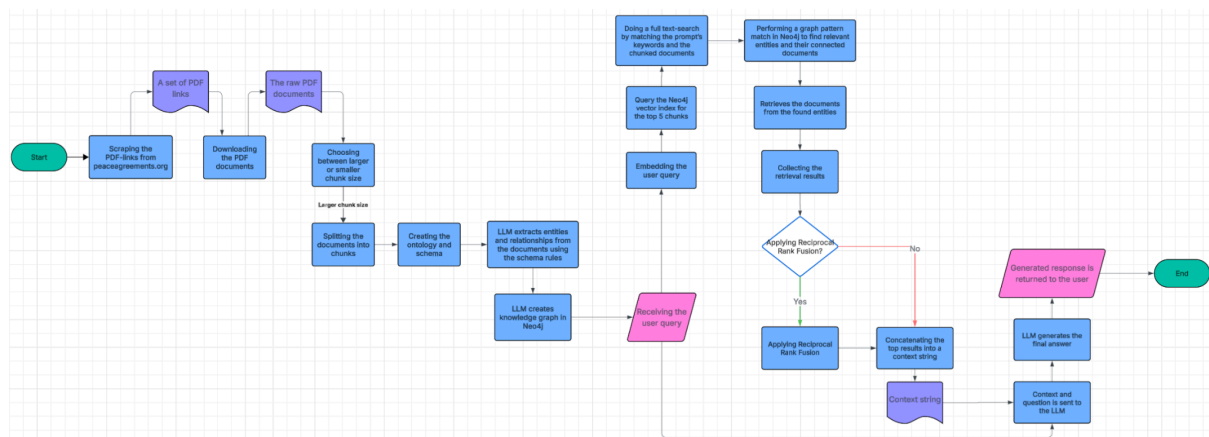 Start
Scraping the
PDF-links from
peaceagreements.org
A set of PDF
links
Downloading
the PDF
documents
The raw PDF
documents
Choosing
between larger
or smaller
chunk size
Larger chunk size
Splitting the
documents into
chunks
Creating the
ontology and
schema
LLM extracts entities
and relationships from
the documents using
the schema rules
LLM creates
knowledge graph in
Neo4j
Receiving the
user query
Embedding the
user query
Query the Neo4j
vector index for
the top 5 chunks
Doing a full text-search
by matching the prompt's
keywords and the
chunked documents
Performing a graph pattern
match in Neo4j to find relevant
entities and their connected
documents
Retrieves the documents
from the found entities
Collecting the
retrieval results
Applying Reciprocal
Rank Fusion?
No
Yes
Applying Reciprocal
Rank Fusion
Concatenating the
top results into a
context string
Context string
Context and
question is sent to
the LLM
LLM generates the
final answer
Generated response is
returned to the user
End